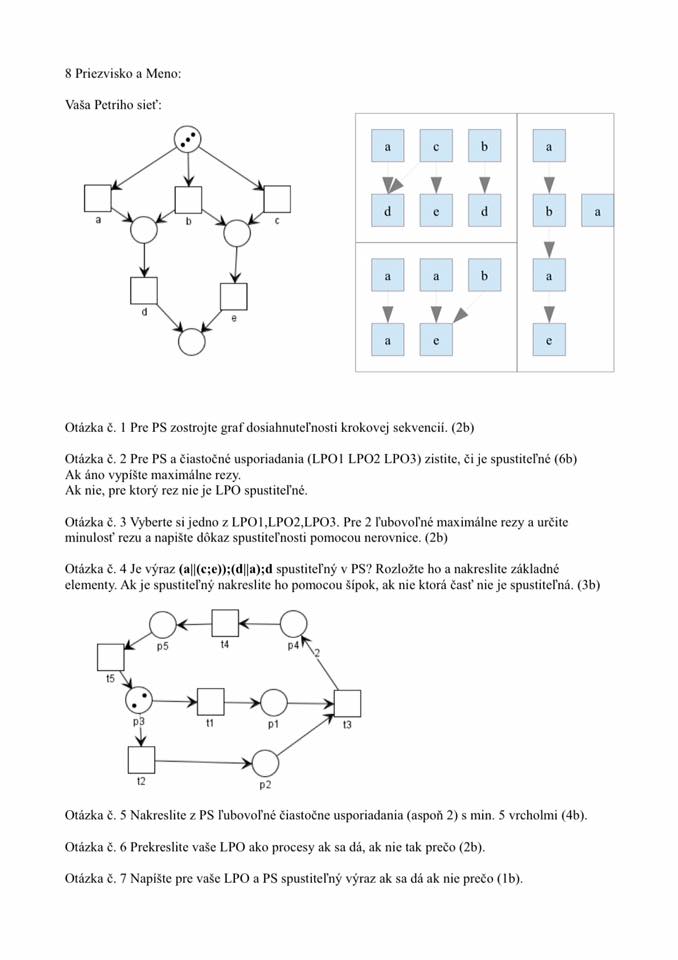 8 Priezvisko a Meno:
Vaša Petriho sieť:
a
b
c
d
e
a c b
d e d
a a b
a e
a
b a
a
e
Otázka č. 1 Pre PS zostrojte graf dosiahnuteľnosti krokovej sekvencií. (2b)
Otázka č. 2 Pre PS a čiastočné usporiadania (LPO1 LPO2 LPO3) zistite, či je spustiteľné (6b)
Ak áno vypíšte maximálne rezy.
Ak nie, pre ktorý rez nie je LPO spustiteľné.
Otázka č. 3 Vyberte si jedno z LPO1,LPO2,LPO3. Pre 2 ľubovoľné maximálne rezy a určite
minulosť rezu a napište dôkaz spustiteľnosti pomocou nerovnice. (2b)
Otázka č. 4 Je výraz (a||(c;e));(d||a);d spustiteľný v PS? Rozložte ho a nakreslite základné
elementy. Ak je spustiteľný nakreslite ho pomocou šípok, ak nie ktorá časť nie je spustiteľná. (3b)
p5 t4 p4 2
t5
p3 t1 p1 t3
t2 p2
Otázka č. 5 Nakreslite z PS ľubovoľné čiastočne usporiadania (aspoň 2) s min. 5 vrcholmi (4b).
Otázka č. 6 Prekreslite vaše LPO ako procesy ak sa dá, ak nie tak prečo (2b).
Otázka č. 7 Napíšte pre vaše LPO a PS spustiteľný výraz ak sa dá ak nie prečo (1b).